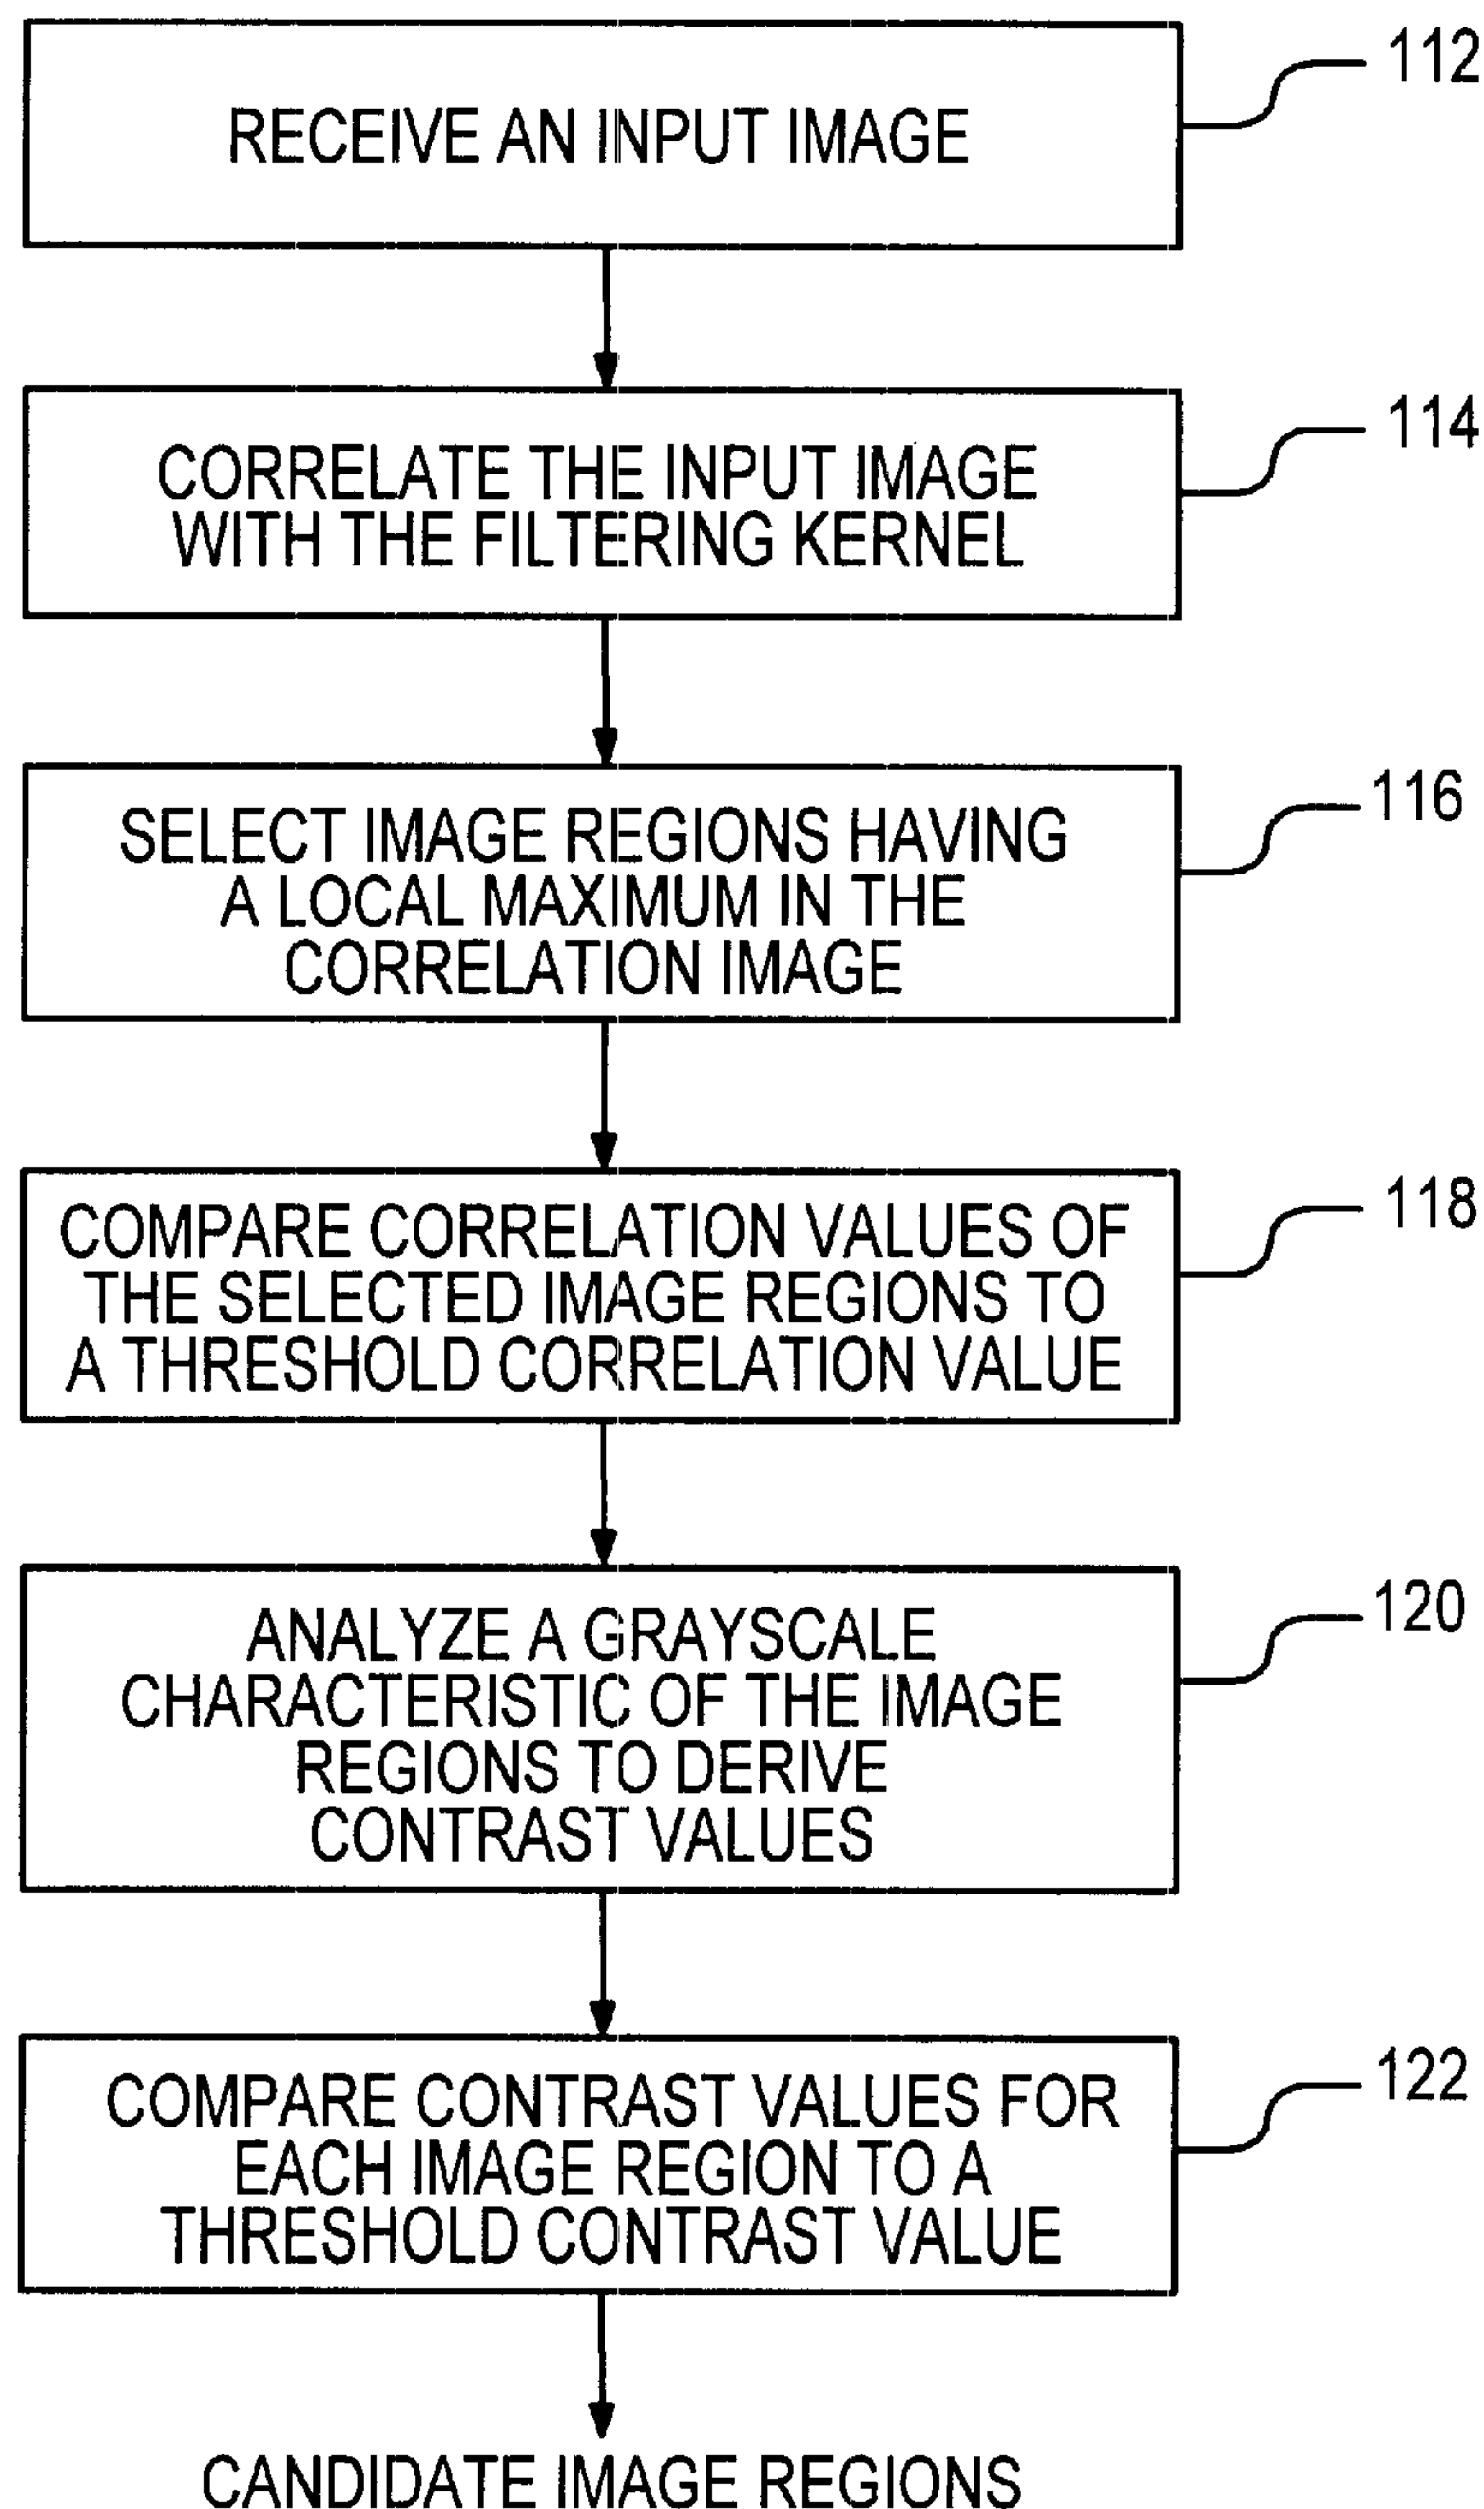 RECEIVE AN INPUT IMAGE
112
CORRELATE THE INPUT IMAGE
WITH THE FILTERING KERNEL
114
SELECT IMAGE REGIONS HAVING
A LOCAL MAXIMUM IN THE
CORRELATION IMAGE
116
COMPARE CORRELATION VALUES OF
THE SELECTED IMAGE REGIONS TO
A THRESHOLD CORRELATION VALUE
118
ANALYZE A GRAYSCALE
CHARACTERISTIC OF THE IMAGE
REGIONS TO DERIVE
CONTRAST VALUES
120
COMPARE CONTRAST VALUES FOR
EACH IMAGE REGION TO A
THRESHOLD CONTRAST VALUE
122
CANDIDATE IMAGE REGIONS